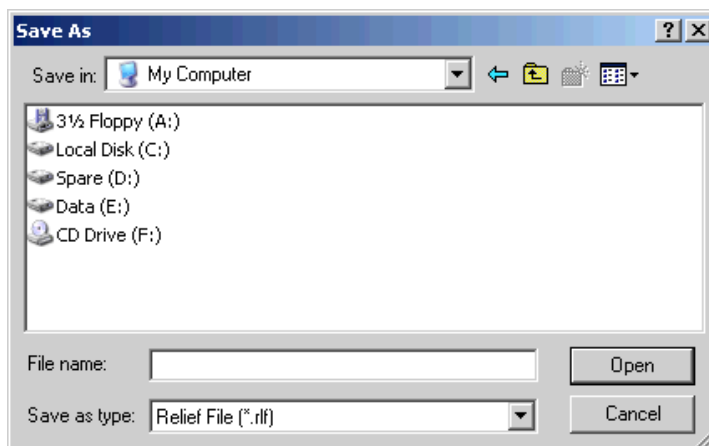 Save As
Save in: My Computer
3½ Floppy (A:)
Local Disk (C:)
Spare (D:)
Data (E:)
CD Drive (F:)
File name: Open
Save as type: Relief File (*.rlf) Cancel